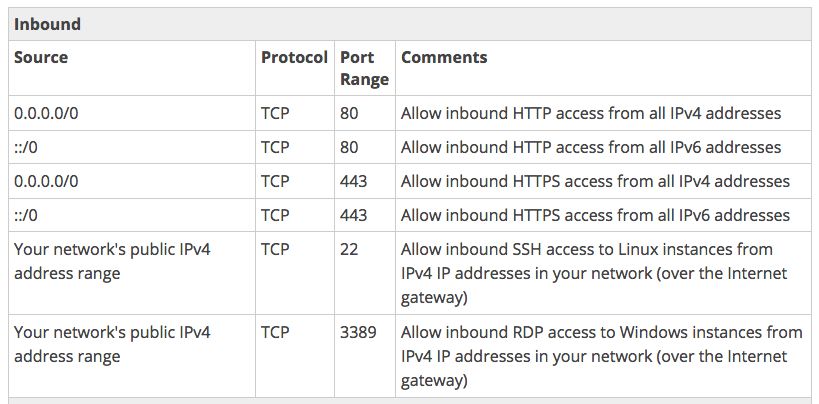 Inbound
Source Protocol Port Range Comments
0.0.0.0/0 TCP 80 Allow inbound HTTP access from all IPv4 addresses
::/0 TCP 80 Allow inbound HTTP access from all IPv6 addresses
0.0.0.0/0 TCP 443 Allow inbound HTTPS access from all IPv4 addresses
::/0 TCP 443 Allow inbound HTTPS access from all IPv6 addresses
Your network's public IPv4 address range TCP 22 Allow inbound SSH access to Linux instances from IPv4 IP addresses in your network (over the Internet gateway)
Your network's public IPv4 address range TCP 3389 Allow inbound RDP access to Windows instances from IPv4 IP addresses in your network (over the Internet gateway)